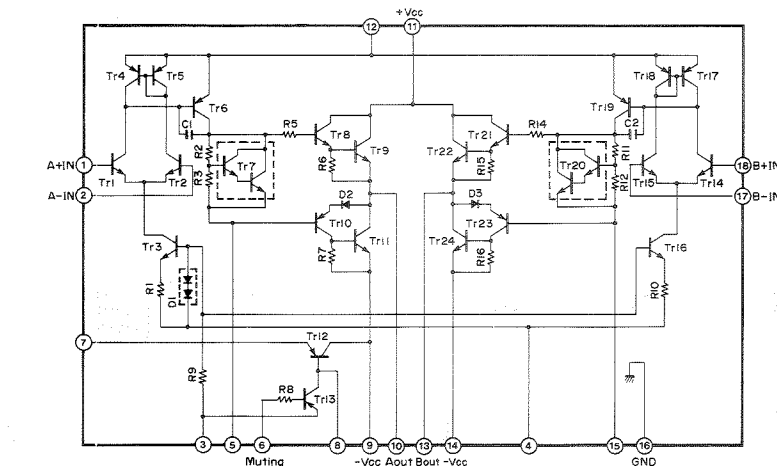 +Vcc
12 11
Tr4 Tr5 Tr18 Tr17
Tr6 Tr19
C1 R5 Tr8 Tr21 R14 C2
R2 Tr9 Tr22 R11
A+IN 1 Tr7 R6 R15 Tr20 18 B+IN
Tr1 Tr2 R3 R12 Tr15 Tr14
A-IN 2 D2 D3 17 B-IN
Tr3 Tr10 Tr23 Tr16
R7 Tr11 Tr24 R16
R1 D1 R10
7 Tr12
R9 R8 Tr13
3 5 6 8 9 10 13 14 4 15 16
Muting -Vcc Aout Bout -Vcc GND